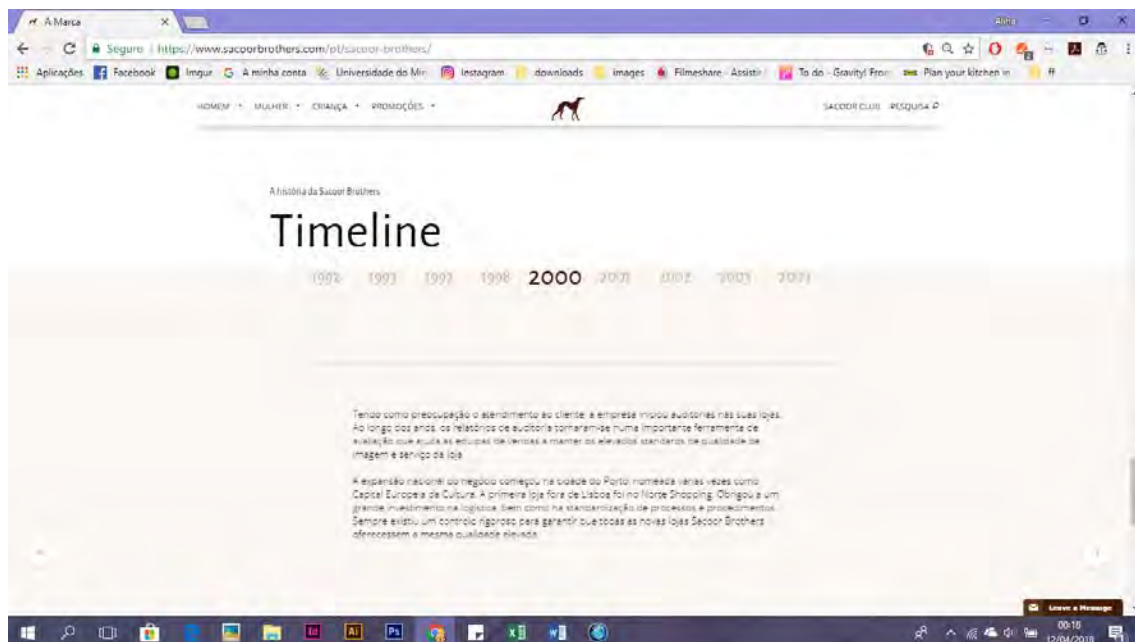 A Marca
Alina
Seguro | https://www.sacoorbrothers.com/pt/sacoor-brothers/
Aplicações Facebook Imgur A minha conta Universidade do Min Instagram downloads images Filmeshare - Assistir To do - Gravity! Fron Plan your kitchen in ff
HOMEM MULHER CRIANÇA PROMOÇÕES SACOOR CLUB PESQUISA
A história da Sacoor Brothers
Timeline
1992 1993 1997 1998 2000 2001 2002 2003
Tendo como preocupação o atendimento ao cliente, a empresa iniciou auditorias nas suas lojas.
Ao longo dos anos, os relatórios de auditoria tornaram-se numa importante ferramenta de
avaliação que ajuda as equipas de vendas a manter os elevados standards de qualidade de
imagem e serviço da loja
A expansão nacional do negócio começou na cidade do Porto, nomeada várias vezes como
Capital Europeia da Cultura. A primeira loja fora de Lisboa foi no Norte Shopping. Obrigou a um
grande investimento na logística, bem como na standardização de processos e procedimentos.
Sempre existiu um controlo rigoroso para garantir que todas as novas lojas Sacoor Brothers
oferecessem a mesma qualidade elevada.
Leave a Message
Id Ai Ps
00:18
12/04/2018